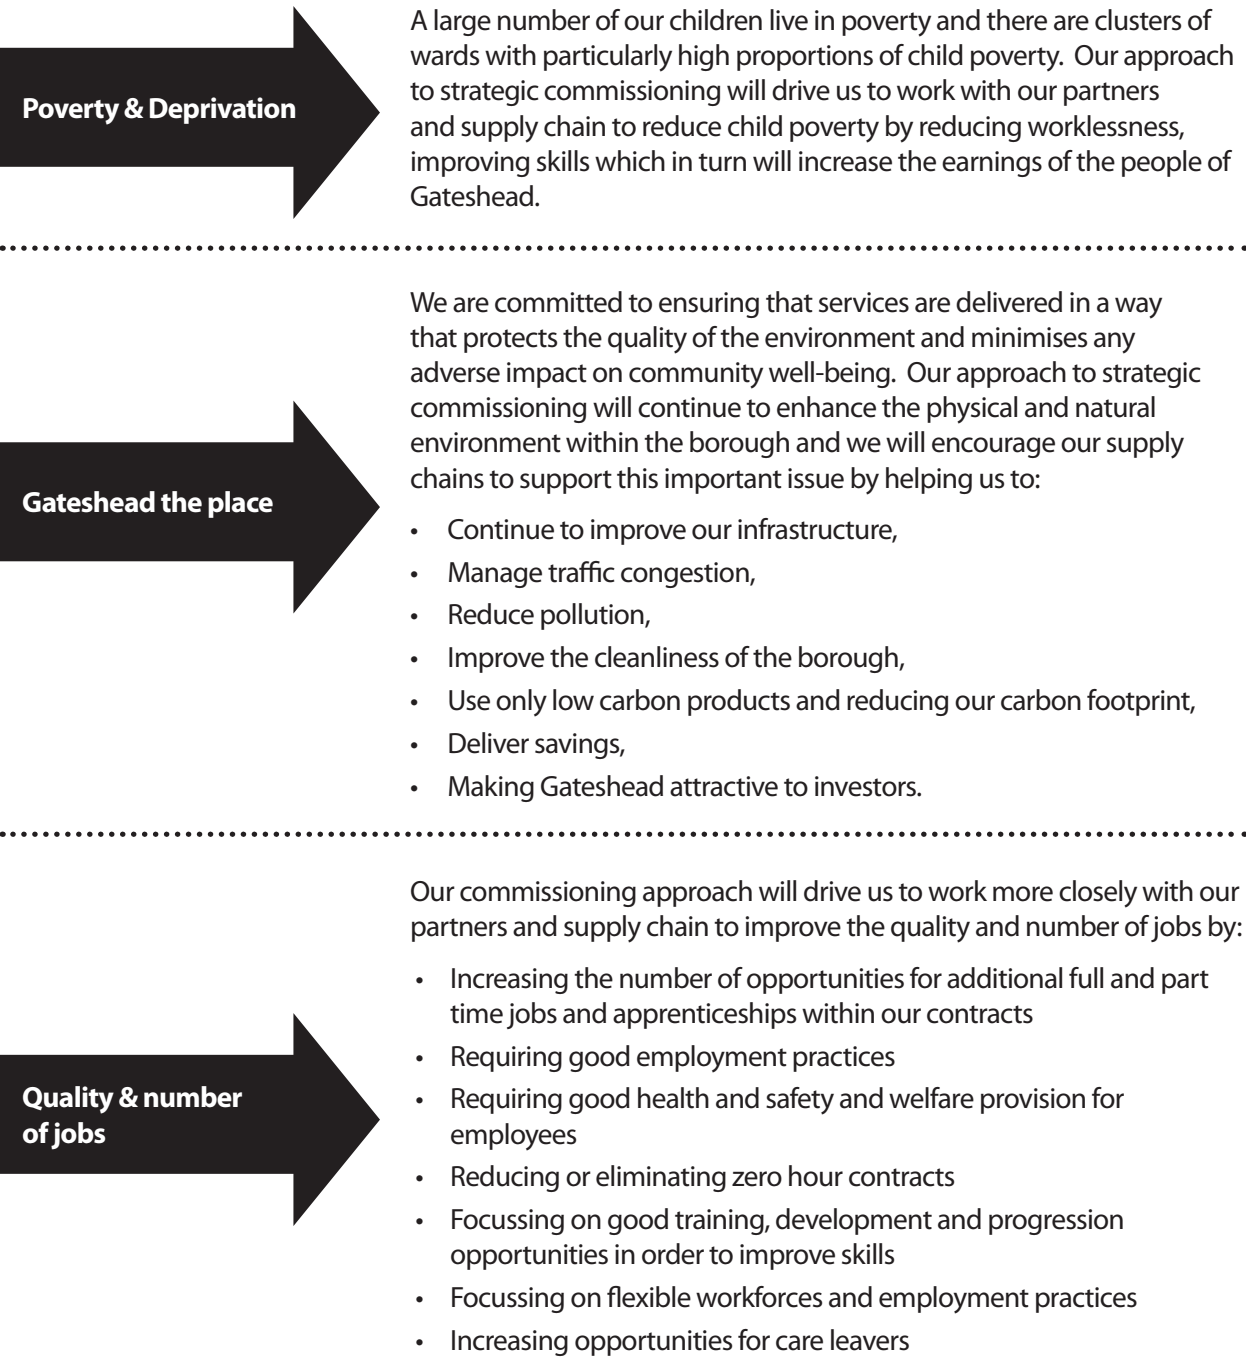 Poverty & Deprivation
A large number of our children live in poverty and there are clusters of
wards with particularly high proportions of child poverty.  Our approach
to strategic commissioning will drive us to work with our partners
and supply chain to reduce child poverty by reducing worklessness,
improving skills which in turn will increase the earnings of the people of
Gateshead.
Gateshead the place
We are committed to ensuring that services are delivered in a way
that protects the quality of the environment and minimises any
adverse impact on community well-being.  Our approach to strategic
commissioning will continue to enhance the physical and natural
environment within the borough and we will encourage our supply
chains to support this important issue by helping us to:
• Continue to improve our infrastructure,
• Manage traffic congestion,
• Reduce pollution,
• Improve the cleanliness of the borough,
• Use only low carbon products and reducing our carbon footprint,
• Deliver savings,
• Making Gateshead attractive to investors.
Quality & number
of jobs
Our commissioning approach will drive us to work more closely with our
partners and supply chain to improve the quality and number of jobs by:
• Increasing the number of opportunities for additional full and part
time jobs and apprenticeships within our contracts
• Requiring good employment practices
• Requiring good health and safety and welfare provision for
employees
• Reducing or eliminating zero hour contracts
• Focussing on good training, development and progression
opportunities in order to improve skills
• Focussing on flexible workforces and employment practices
• Increasing opportunities for care leavers